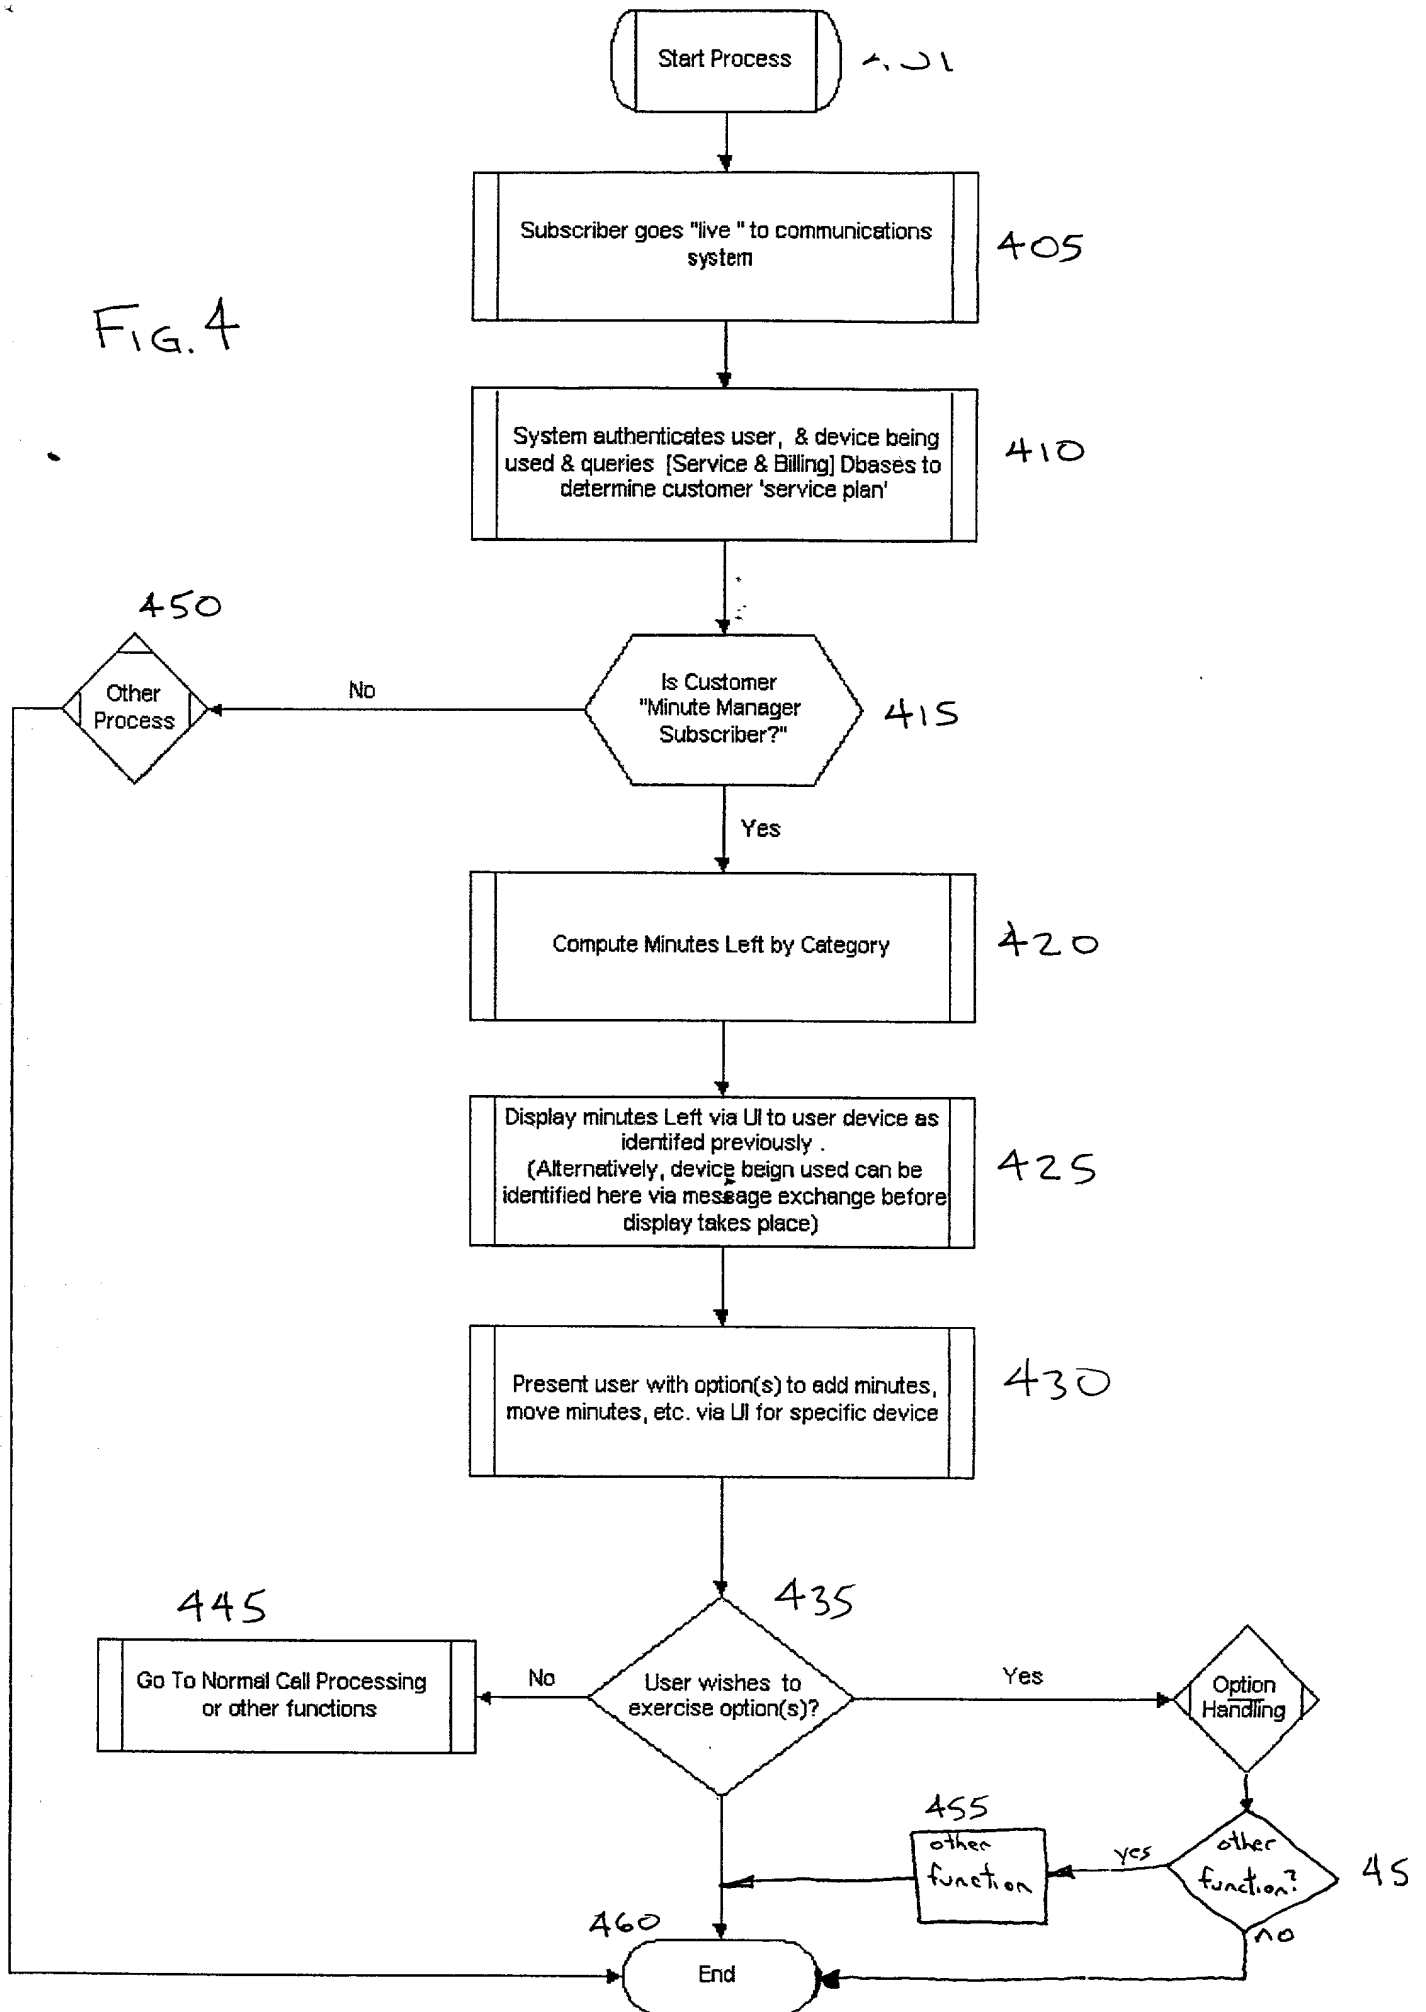 Start Process
Subscriber goes "live " to communications
system
405
FIG. 4
System authenticates user, & device being
used & queries [Service & Billing] Dbases to
determine customer 'service plan'
410
450
Other
Process
No
Is Customer
"Minute Manager
Subscriber?"
415
Yes
Compute Minutes Left by Category
420
Display minutes Left via UI to user device as
identifed previously .
(Alternatively, device beign used can be
identified here via message exchange before
display takes place)
425
Present user with option(s) to add minutes,
move minutes, etc. via UI for specific device
430
435
445
Go To Normal Call Processing
or other functions
No
User wishes to
exercise option(s)?
Yes
Option
Handling
455
other
function
yes
other
function?
45
no
460
End